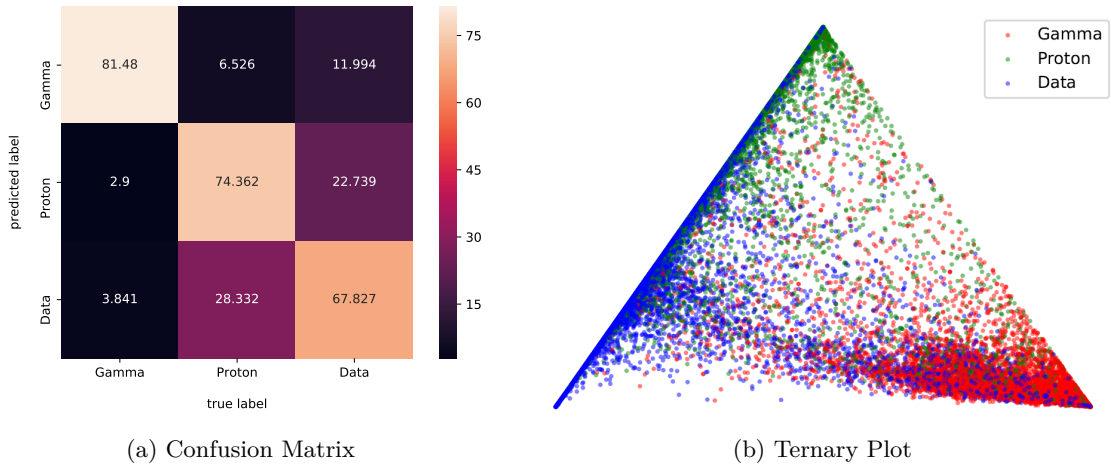 Gamma
Proton
Data
predicted label
81.48 6.526 11.994
2.9 74.362 22.739
3.841 28.332 67.827
Gamma Proton Data
true label
75
60
45
30
15
Gamma
Proton
Data
(a) Confusion Matrix
(b) Ternary Plot